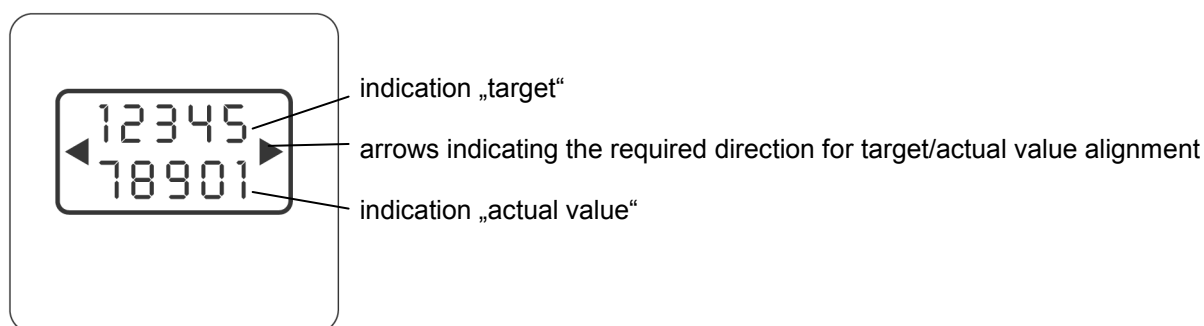 12345
indication „target“
arrows indicating the required direction for target/actual value alignment
78901
indication „actual value“